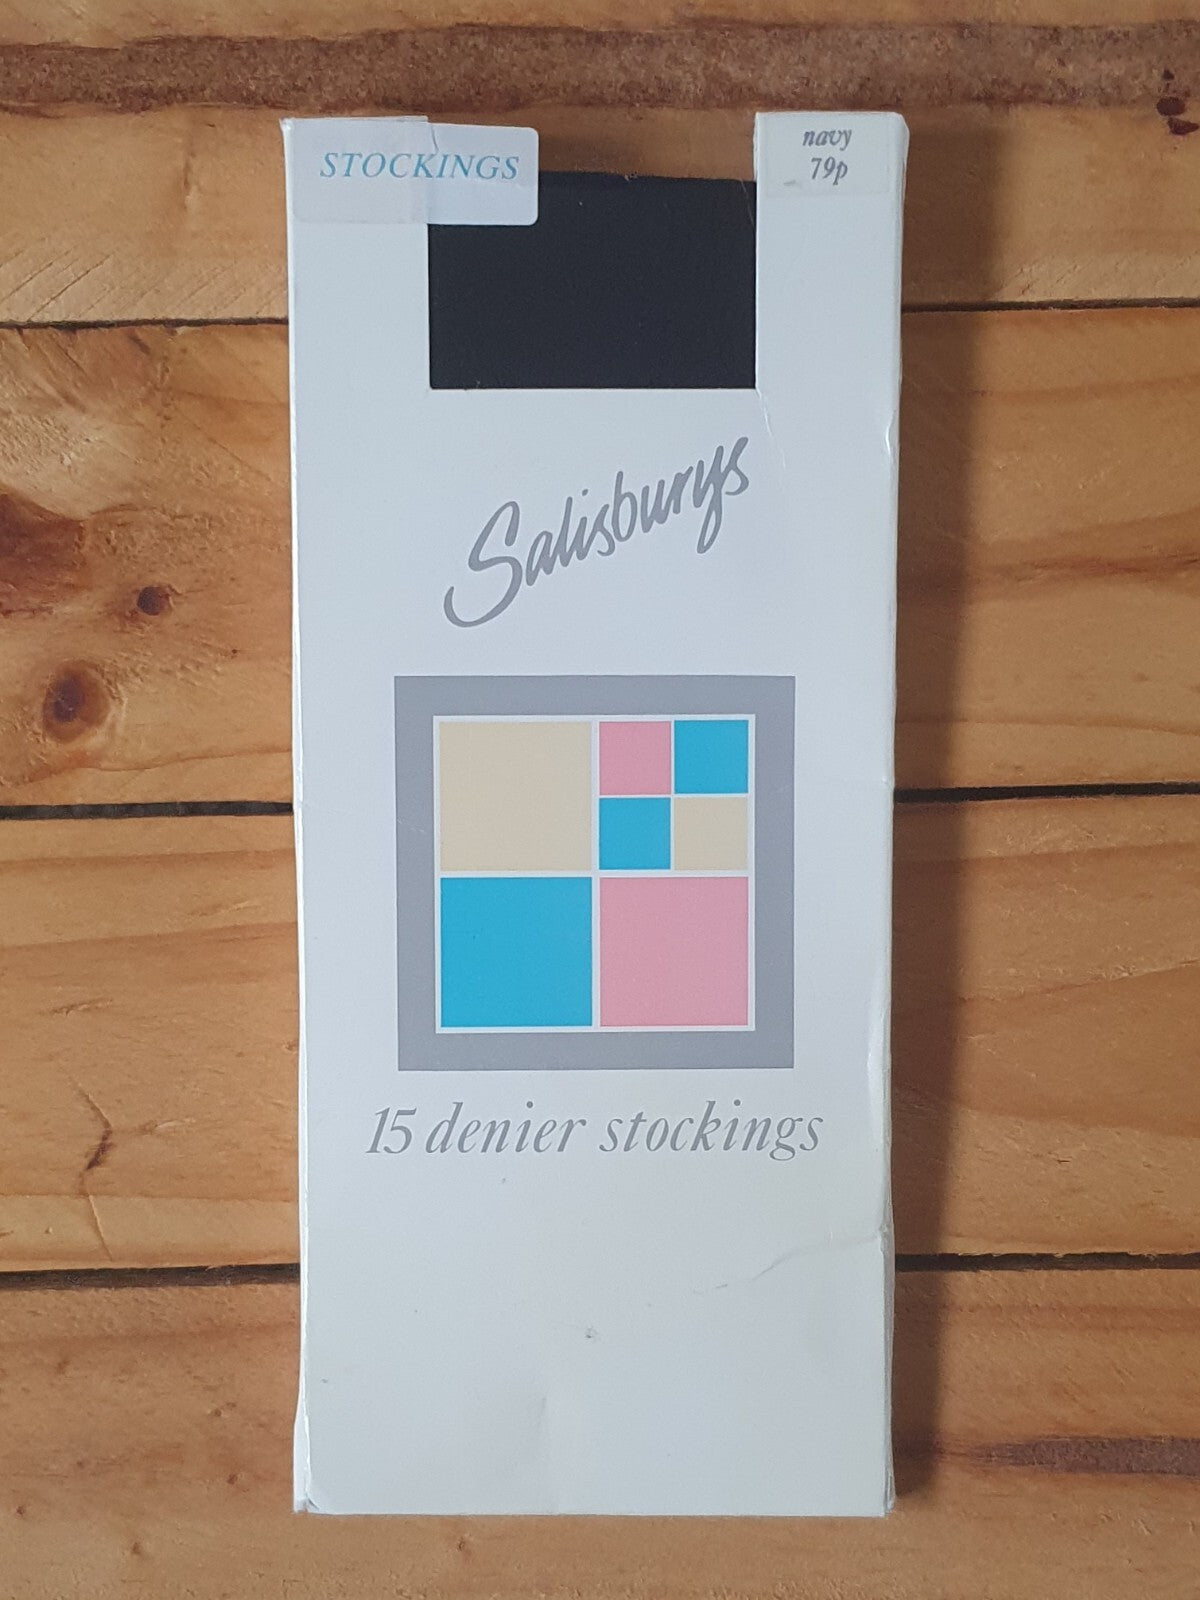 STOCKINGS
navy
79p
Salisburys
15 denier stockings